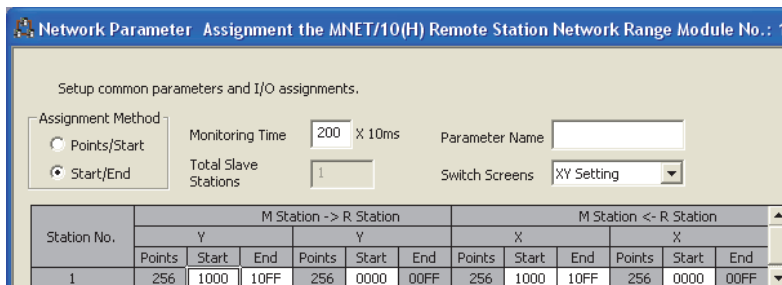 Network Parameter Assignment the MNET/10(H) Remote Station Network Range Module No.:
Setup common parameters and I/O assignments.
Assignment Method
Points/Start
Start/End
Monitoring Time 200 X 10ms
Total Slave Stations 1
Parameter Name
Switch Screens XY Setting
Station No. M Station -> R Station M Station <- R Station
Y Y X X
Points Start End Points Start End Points Start End Points Start End
1 256 1000 10FF 256 0000 00FF 256 1000 10FF 256 0000 00FF